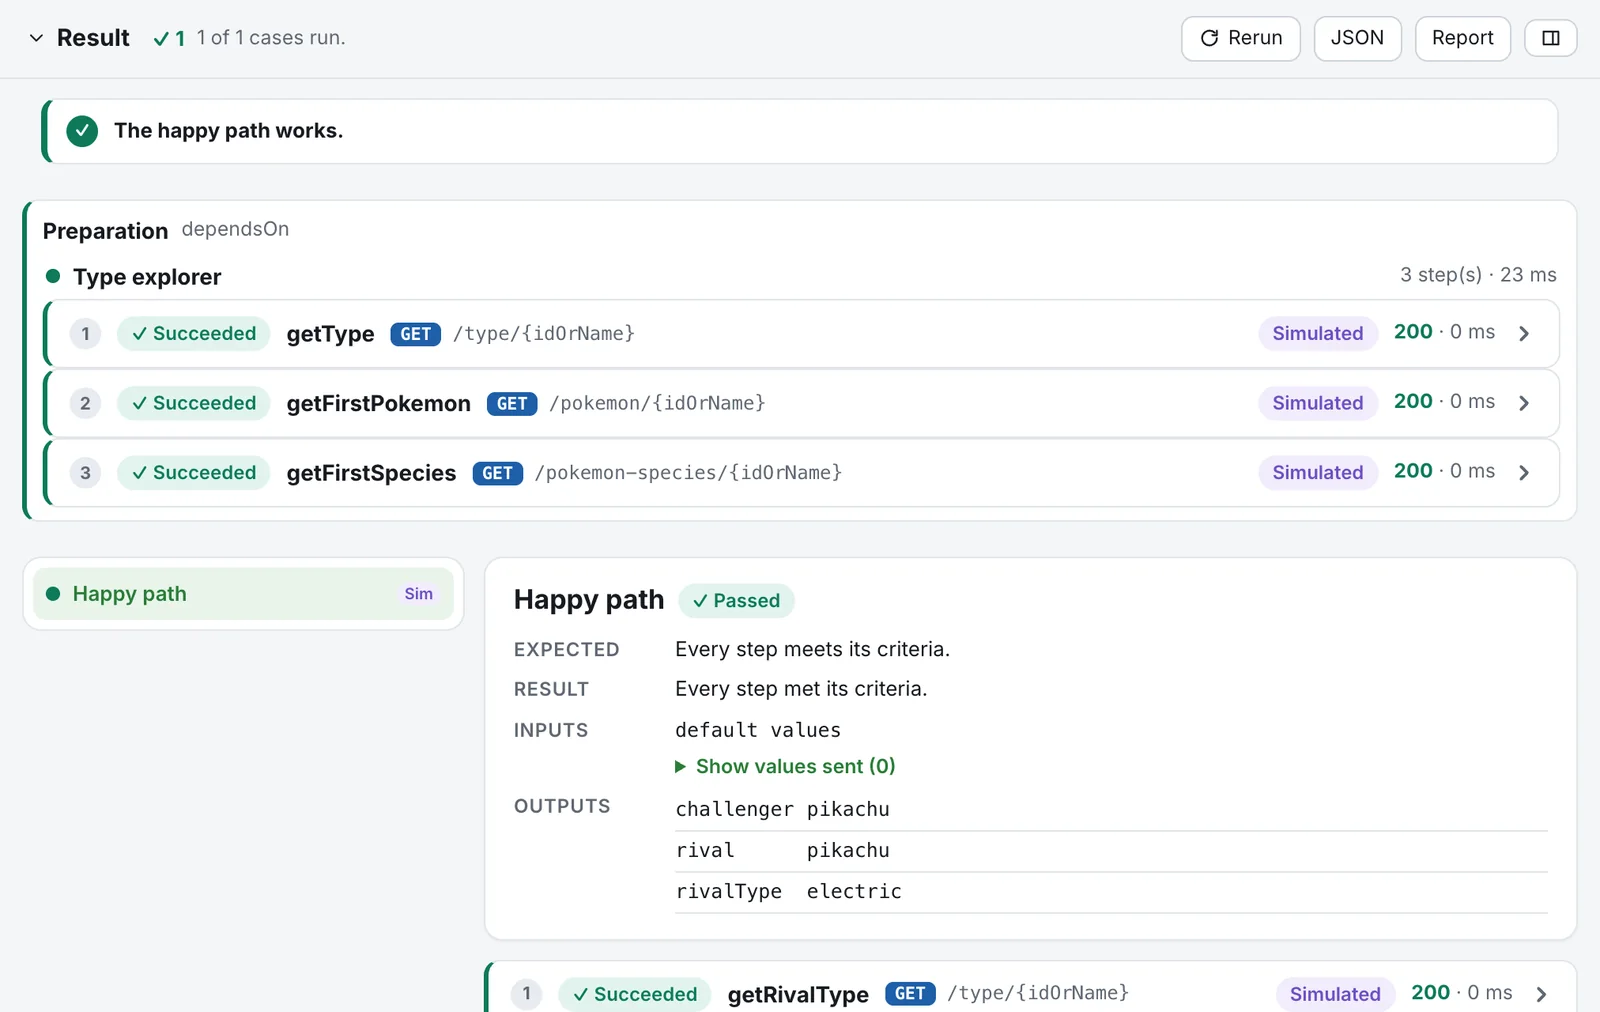 Result ✓ 1 1 of 1 cases run. Rerun JSON Report
The happy path works.
Preparation dependsOn
Type explorer 3 step(s) · 23 ms
1 ✓ Succeeded getType GET /type/{idOrName} Simulated 200 · 0 ms
2 ✓ Succeeded getFirstPokemon GET /pokemon/{idOrName} Simulated 200 · 0 ms
3 ✓ Succeeded getFirstSpecies GET /pokemon-species/{idOrName} Simulated 200 · 0 ms
Happy path Sim
Happy path ✓ Passed
EXPECTED Every step meets its criteria.
RESULT Every step met its criteria.
INPUTS default values
▶ Show values sent (0)
OUTPUTS challenger pikachu
rival pikachu
rivalType electric
1 ✓ Succeeded getRivalType GET /type/{idOrName} Simulated 200 · 0 ms